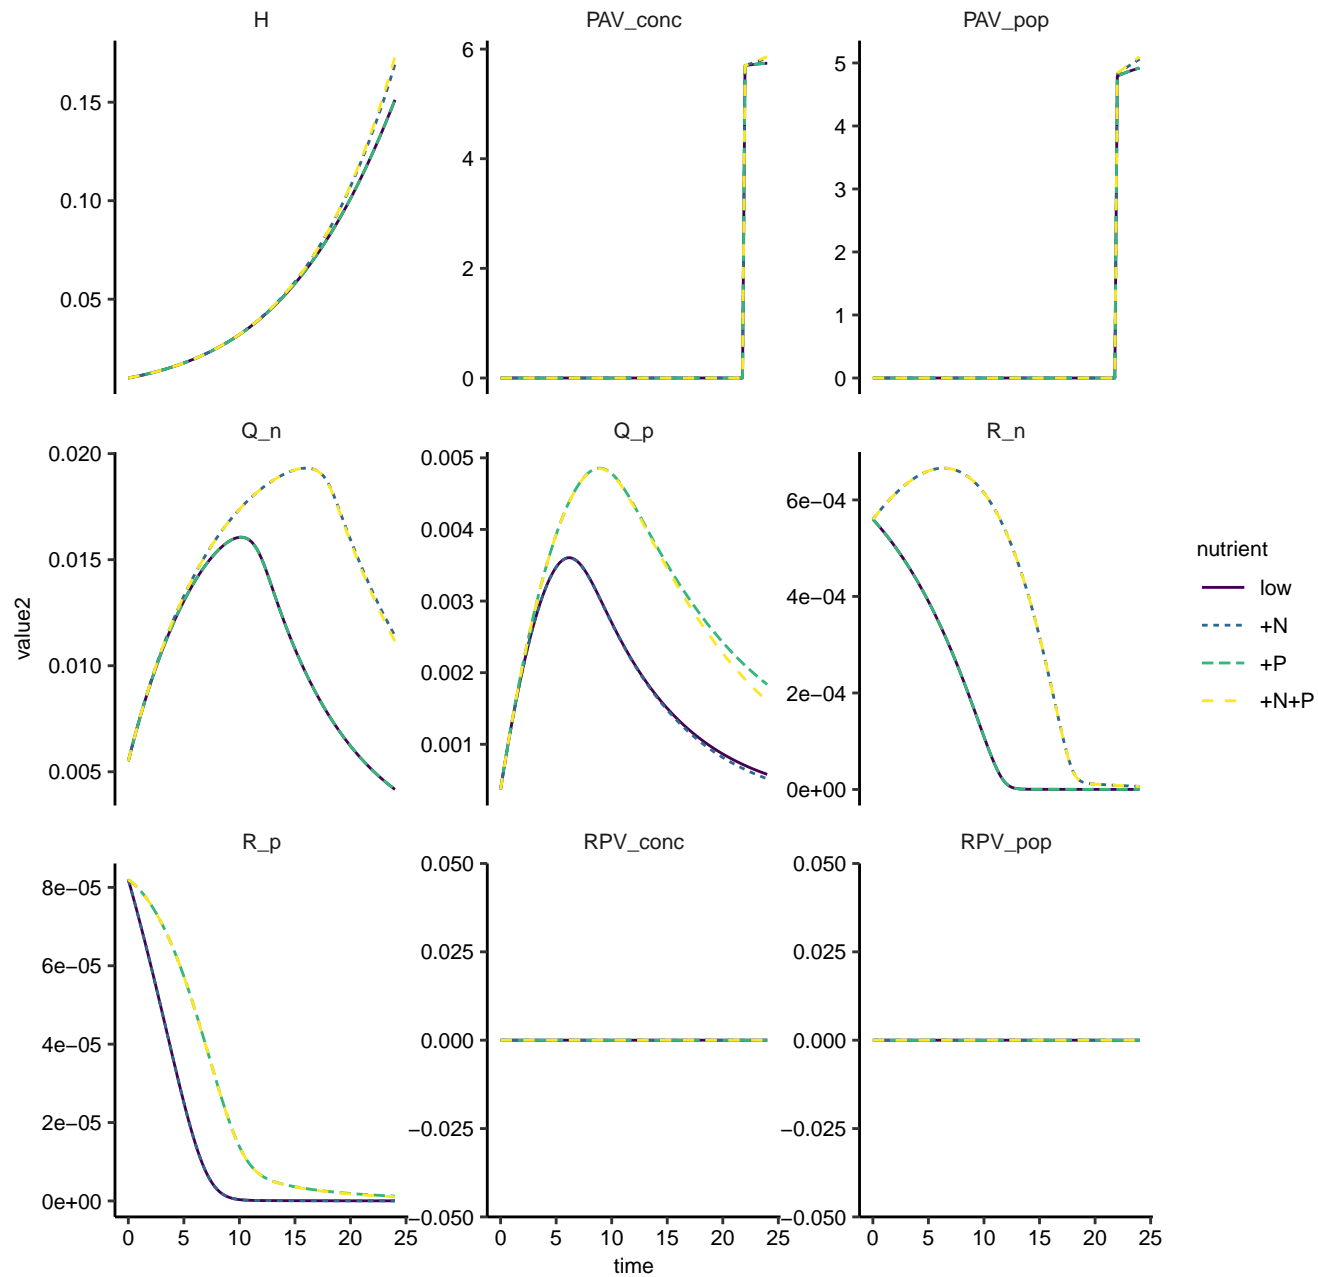 H
PAV_conc
PAV_pop
0.15
0.10
0.05
6
4
2
0
5
4
3
2
1
0
Q_n
Q_p
R_n
0.020
0.015
0.010
0.005
0.005
0.004
0.003
0.002
0.001
6e−04
4e−04
2e−04
0e+00
R_p
RPV_conc
RPV_pop
8e−05
6e−05
4e−05
2e−05
0e+00
0.050
0.025
0.000
−0.025
−0.050
0.050
0.025
0.000
−0.025
−0.050
0 5 10 15 20 25
0 5 10 15 20 25
0 5 10 15 20 25
time
value2
nutrient
low
+N
+P
+N+P